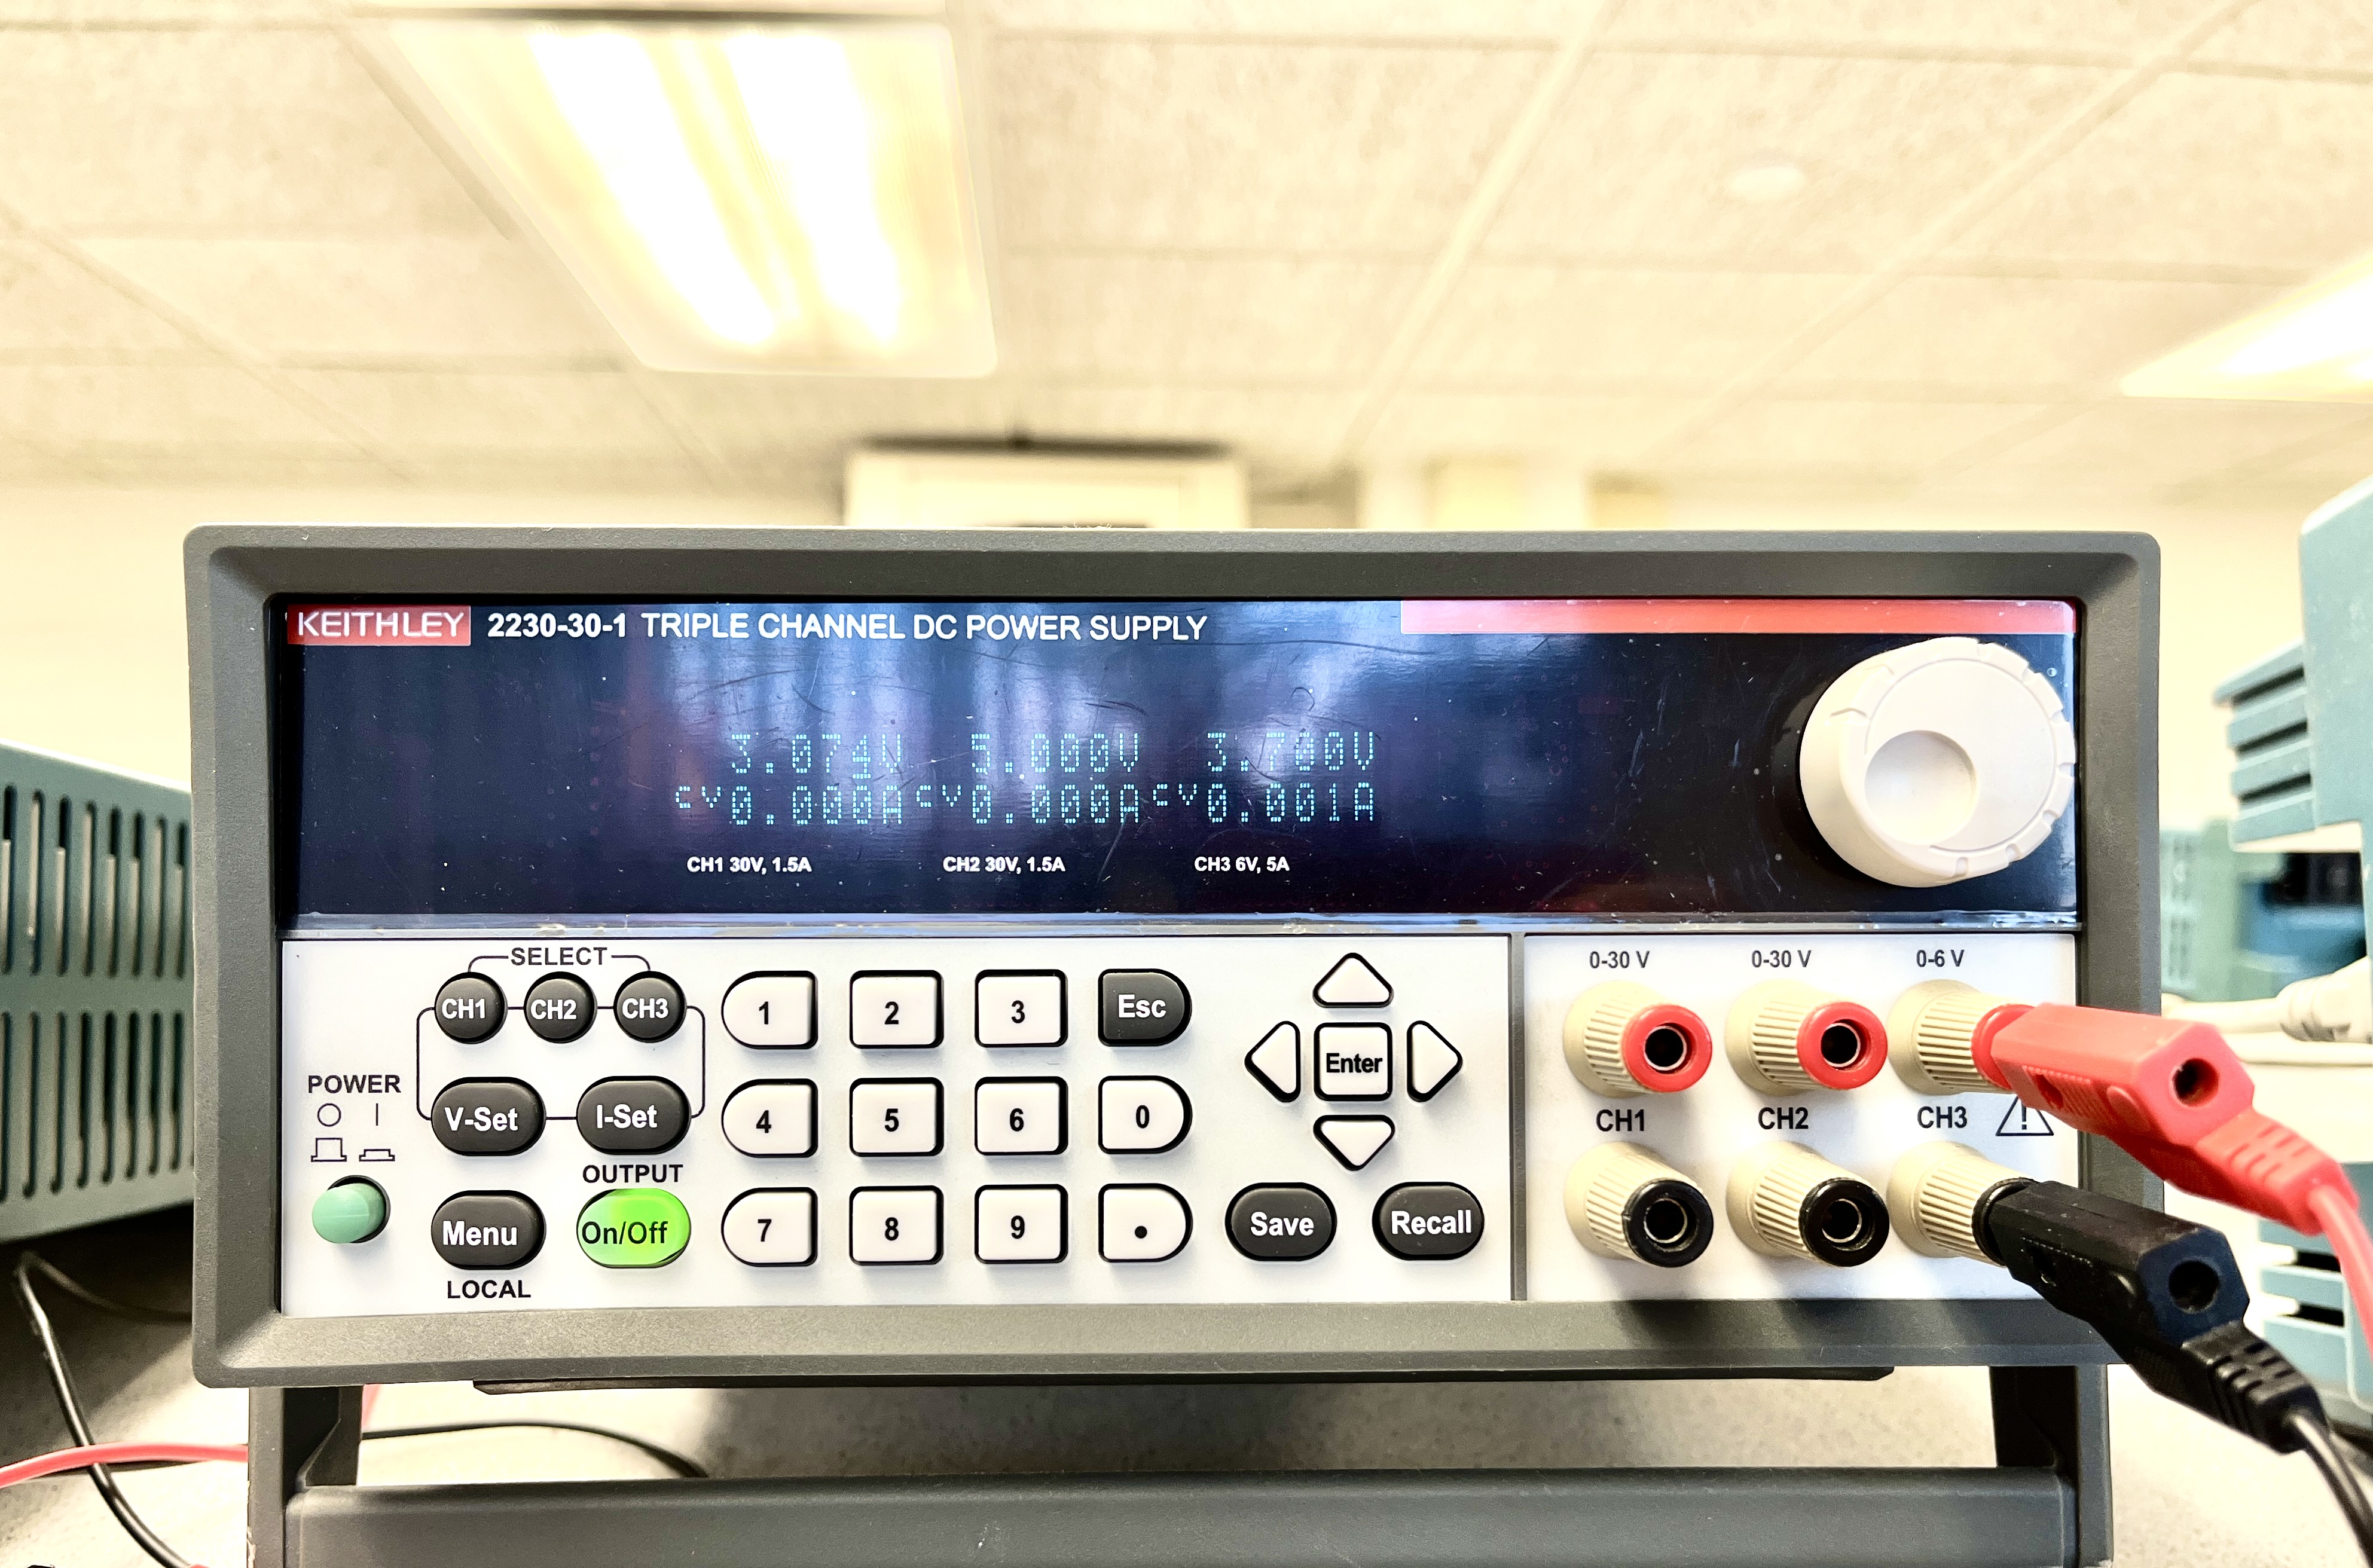 KEITHLEY 2230-30-1 TRIPLE CHANNEL DC POWER SUPPLY
3.074V 5.000V 3.700V
cv0.000A cv0.000A cv0.001A
CH1 30V, 1.5A CH2 30V, 1.5A CH3 6V, 5A
SELECT
CH1 CH2 CH3
1 2 3 Esc
POWER
V-Set I-Set
4 5 6 0
Enter
OUTPUT
Menu On/Off
7 8 9 .
Save Recall
LOCAL
0-30 V 0-30 V 0-6 V
CH1 CH2 CH3